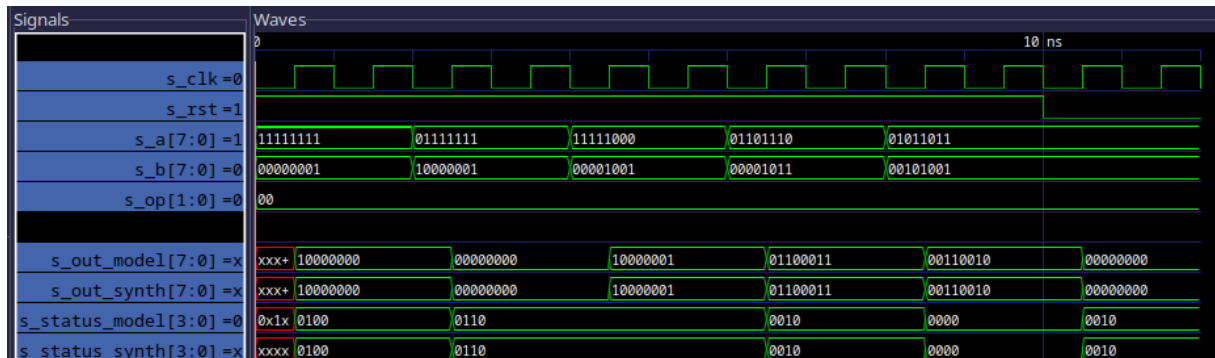 Signals Waves
0 10 ns
s_clk =0
s_rst =1
s_a[7:0] =1 11111111 01111111 11111000 01101110 01011011
s_b[7:0] =0 00000001 10000001 00001001 00001011 00101001
s_op[1:0] =0 00
s_out_model[7:0] =x xxx+ 10000000 00000000 10000001 01100011 00110010 00000000
s_out_synth[7:0] =x xxx+ 10000000 00000000 10000001 01100011 00110010 00000000
s_status_model[3:0] =0 0x1x 0100 0110 0010 0000 0010
s_status_synth[3:0] =x xxxx 0100 0110 0010 0000 0010